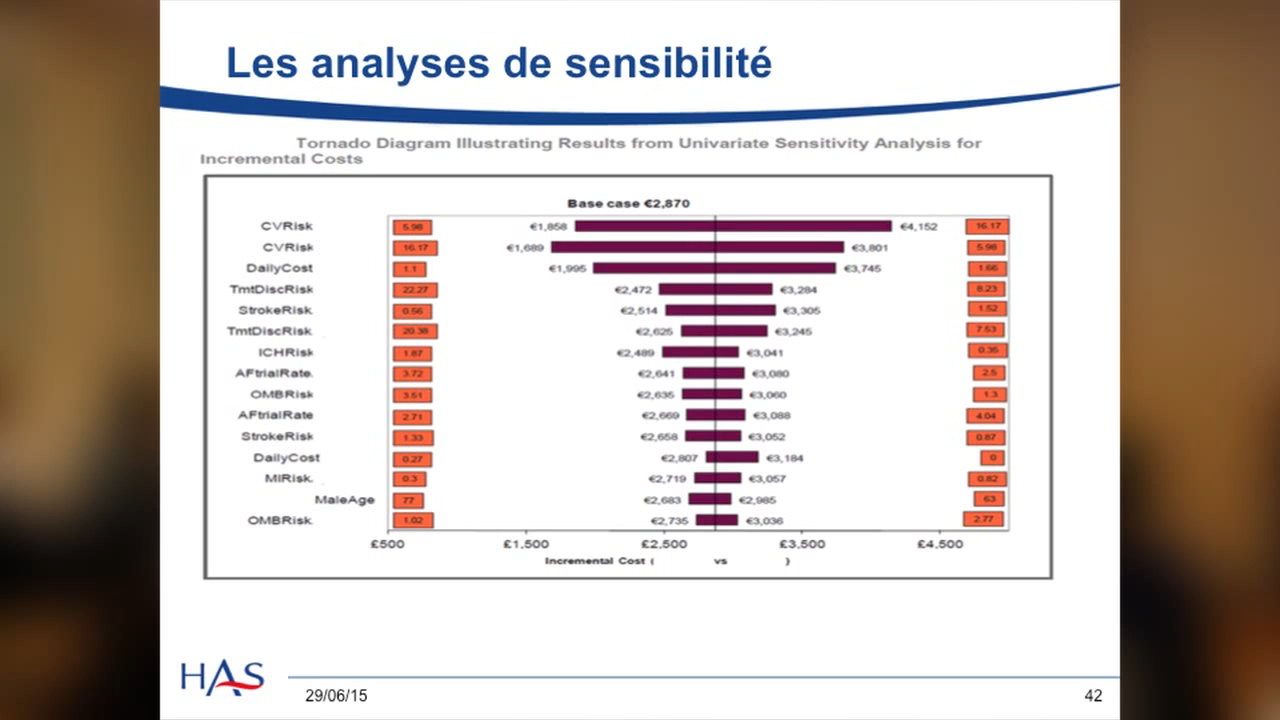 Les analyses de sensibilité
Tornado Diagram Illustrating Results from Univariate Sensitivity Analysis for
Incremental Costs
Base case €2,870
CVRisk 5.98 €1,858 €4,152 16.17
CVRisk 16.17 €1,689 €3,801 5.98
DailyCost 1.1 €1,995 €3,745 1.66
TmtDiscRisk 22.27 €2,472 €3,284 8.23
StrokeRisk 0.56 €2,514 €3,305 1.52
TmtDiscRisk 20.38 €2,625 €3,245 7.53
ICHRisk 1.87 €2,489 €3,041 0.35
AFtrialRate 3.72 €2,641 €3,080 2.5
OMBRisk 3.51 €2,635 €3,060 1.3
AFtrialRate 2.71 €2,669 €3,088 4.04
StrokeRisk 1.33 €2,658 €3,052 0.87
DailyCost 0.27 €2,807 €3,184 0
MIRisk 0.3 €2,719 €3,057 0.82
MaleAge 77 €2,683 €2,985 63
OMBRisk 1.02 €2,735 €3,036 2.77
£500 £1,500 £2,500 £3,500 £4,500
Incremental Cost ( vs )
HAS
29/06/15 42